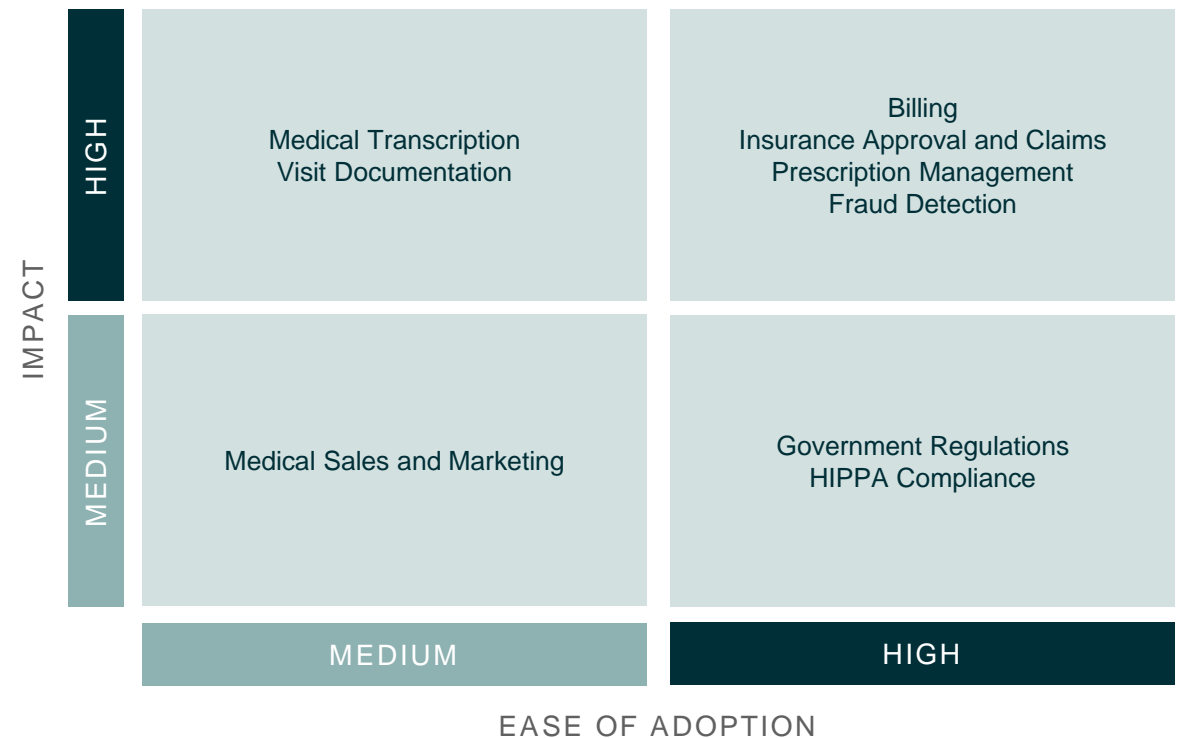 IMPACT
HIGH
Medical Transcription
Visit Documentation
Billing
Insurance Approval and Claims
Prescription Management
Fraud Detection
MEDIUM
Medical Sales and Marketing
Government Regulations
HIPPA Compliance
MEDIUM
HIGH
EASE OF ADOPTION